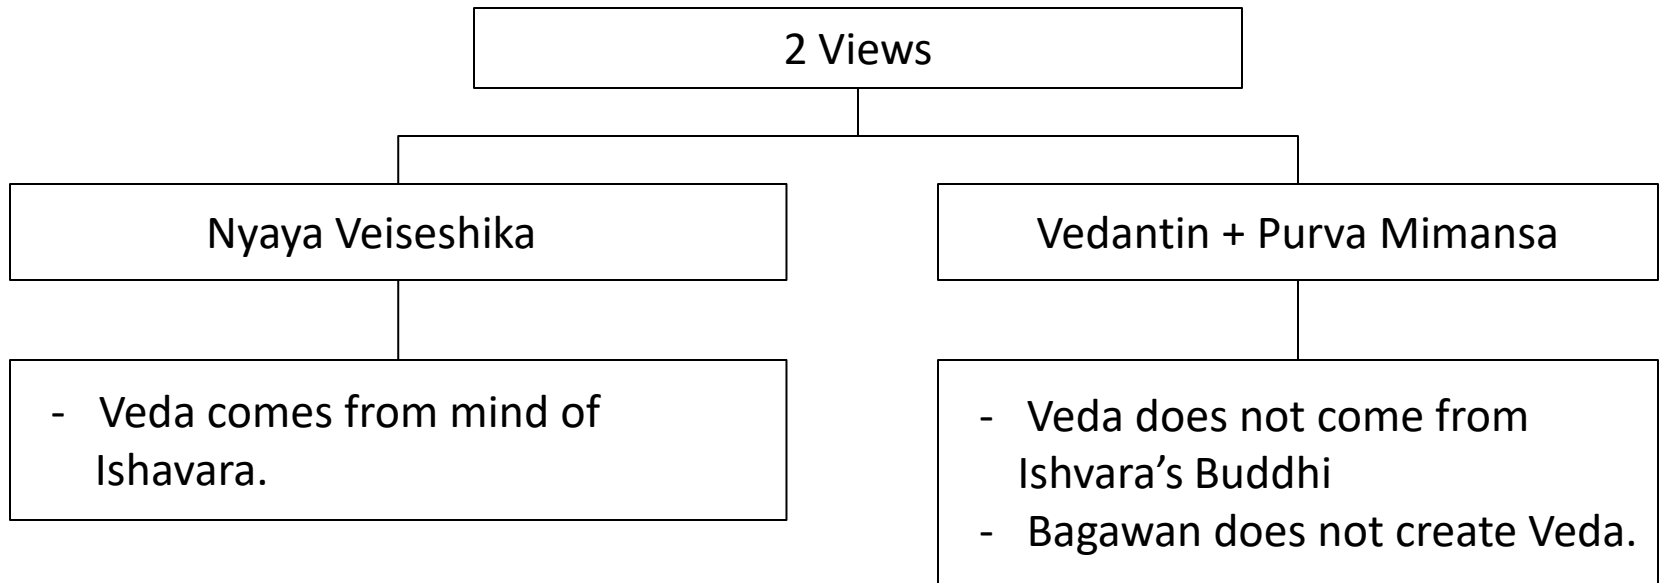 2 Views
Nyaya Veiseshika
Vedantin + Purva Mimansa
- Veda comes from mind of
Ishavara.
- Veda does not come from
Ishvara’s Buddhi
- Bagawan does not create Veda.